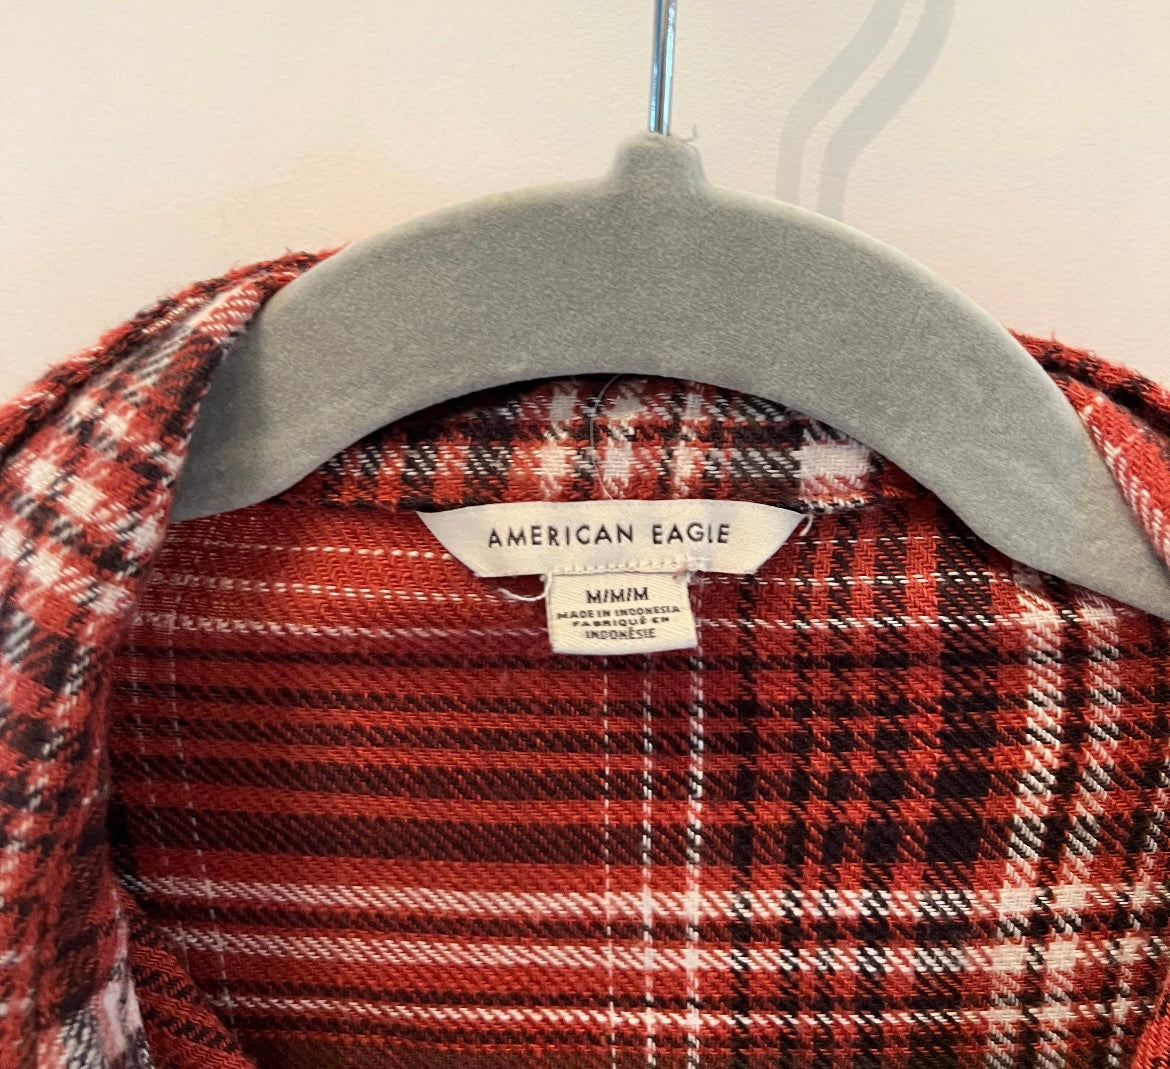 AMERICAN EAGLE
M/M/M
MADE IN INDONESIA
FABRIQUÉ EN
INDONÉSIE